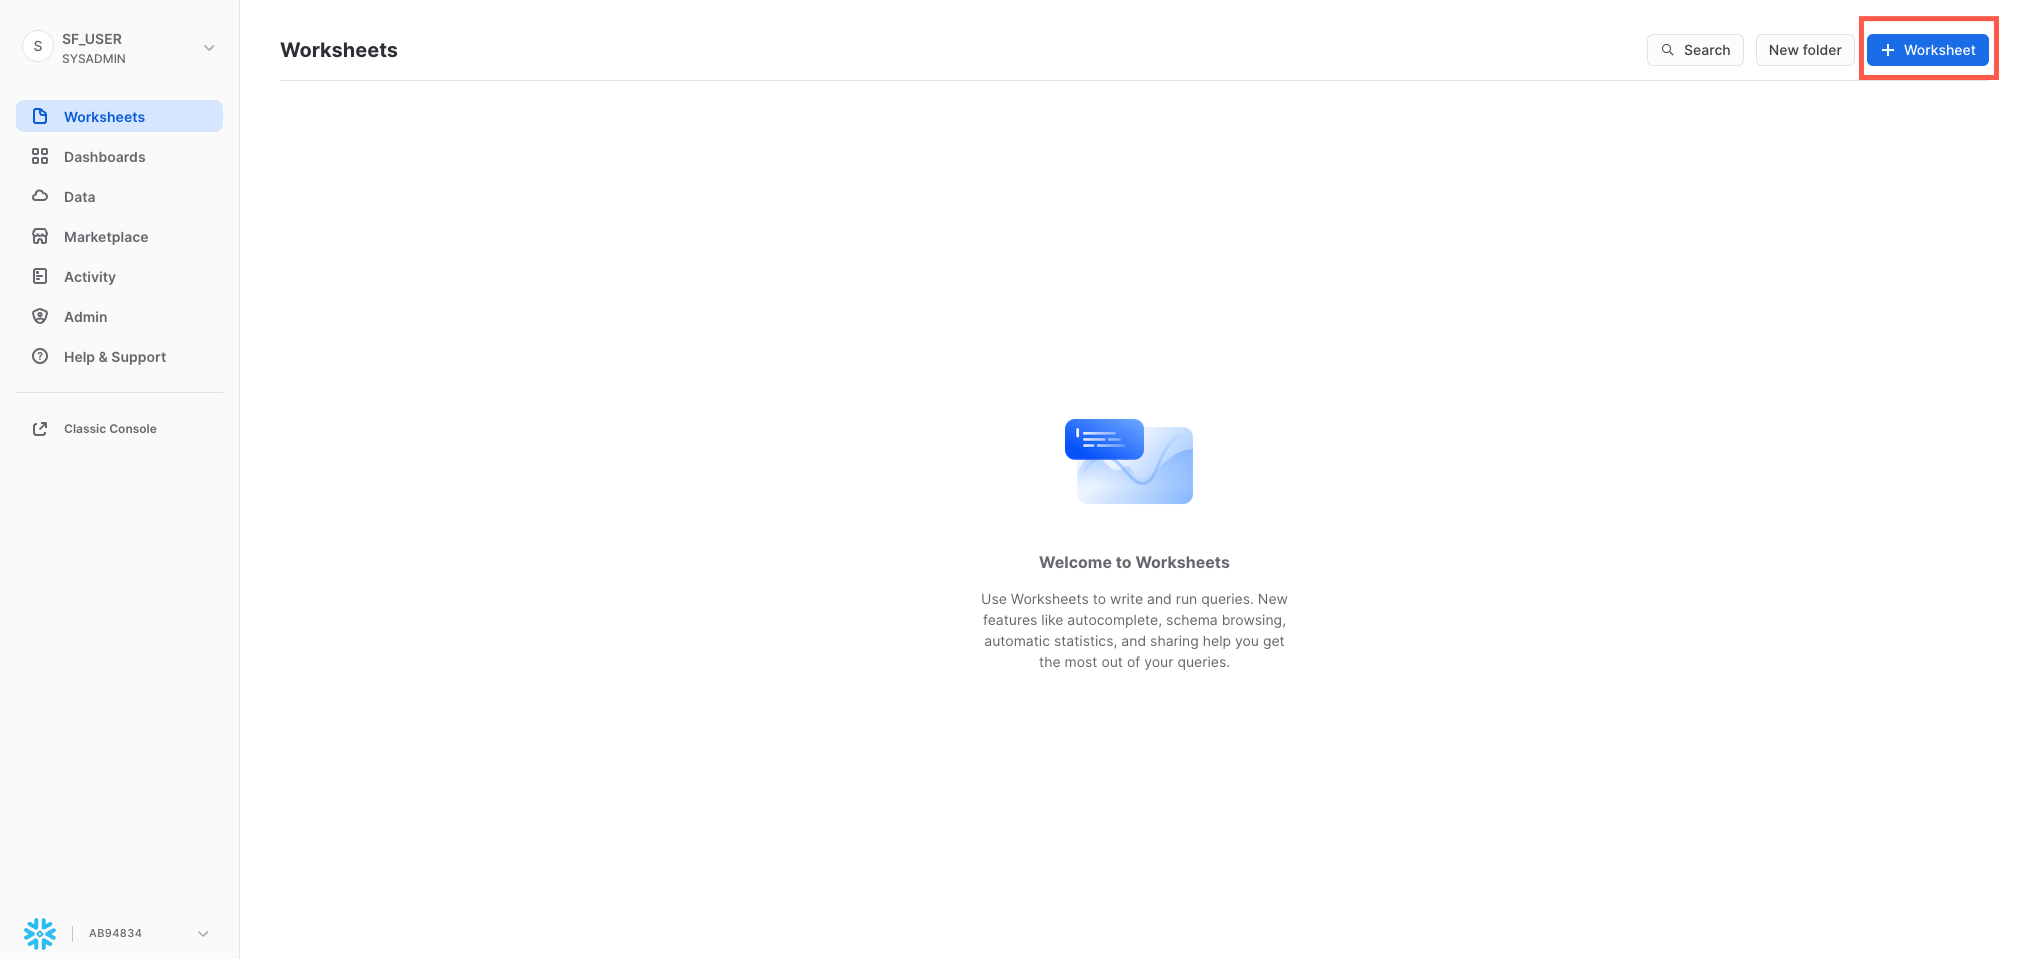 S
SF_USER
SYSADMIN
Worksheets
Dashboards
Data
Marketplace
Activity
Admin
Help & Support
Classic Console
AB94834
Worksheets
Search
New folder
+ Worksheet
Welcome to Worksheets
Use Worksheets to write and run queries. New
features like autocomplete, schema browsing,
automatic statistics, and sharing help you get
the most out of your queries.